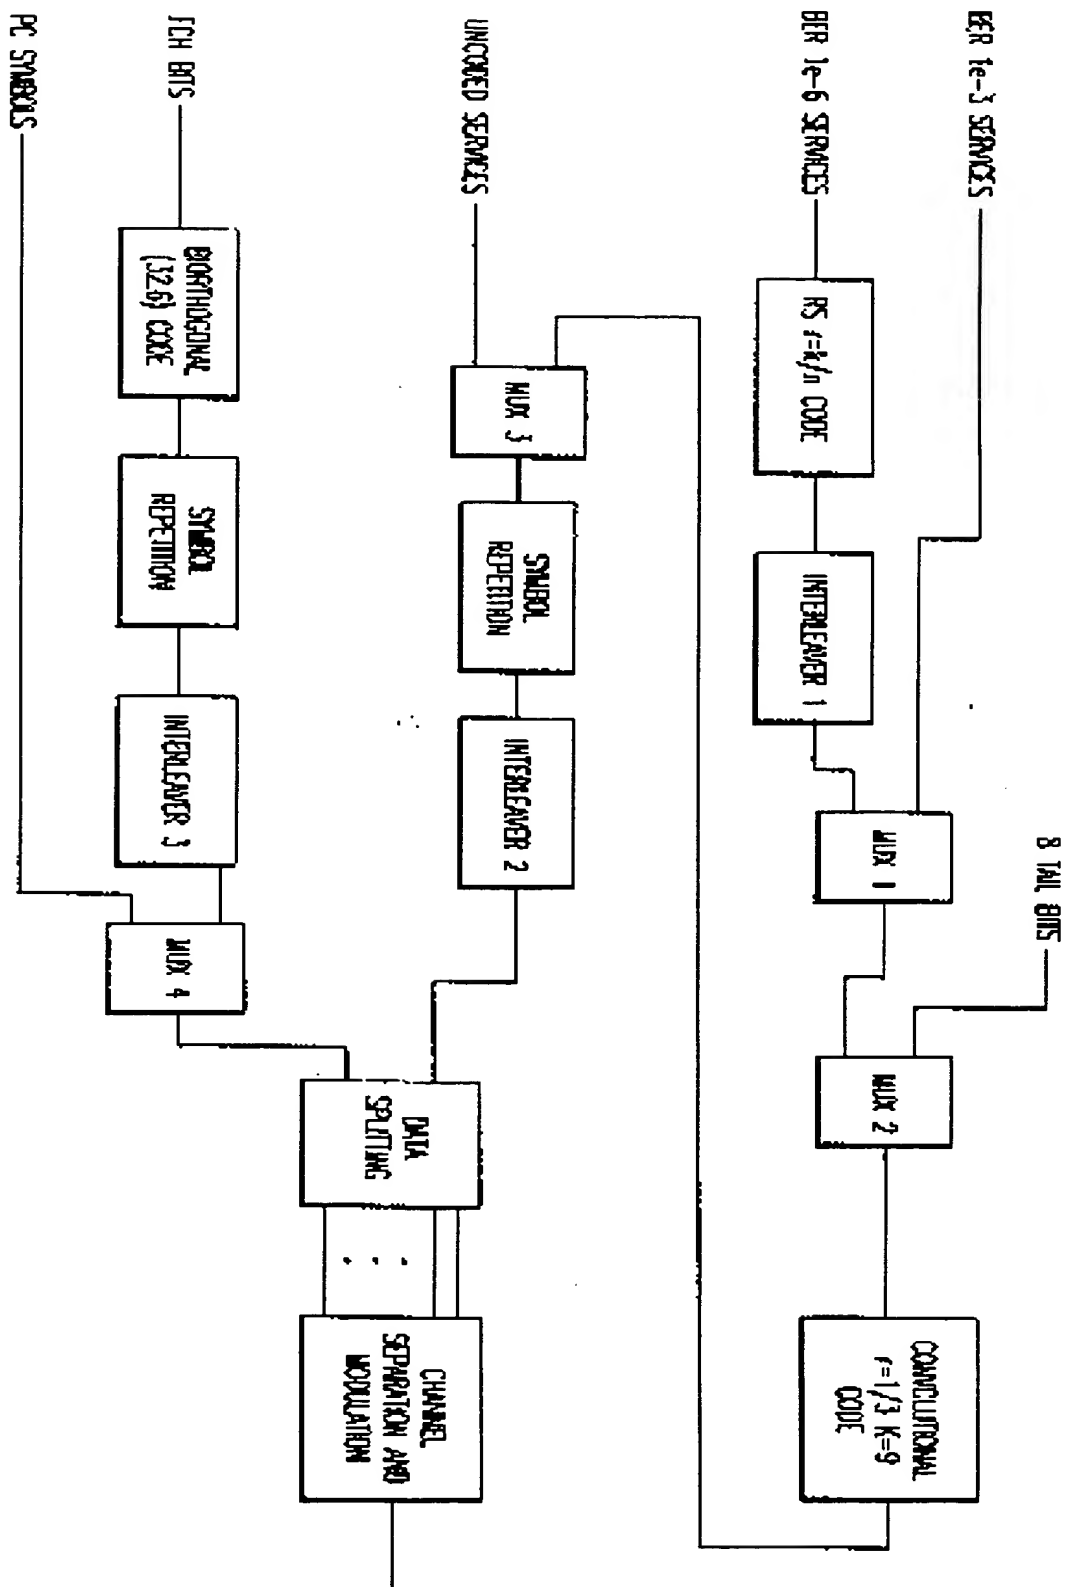 BER 1e-3 SERVICES
8 TAIL BITS
BER 1e-6 SERVICES
RS r=k/n CODE
INTERLEAVER 1
MUX 1
MUX 2
CONVOLUTIONAL
r=1/3 K=9
CODE
UNCODED SERVICES
MUX 3
SYMBOL
REPETITION
INTERLEAVER 2
DATA
SPLITTING
CHANNEL
SEPARATION AND
MODULATION
FCH BITS
BIORTHOGONAL
(32.6) CODE
SYMBOL
REPETITION
INTERLEAVER 3
MUX 4
PC SYMBOLS